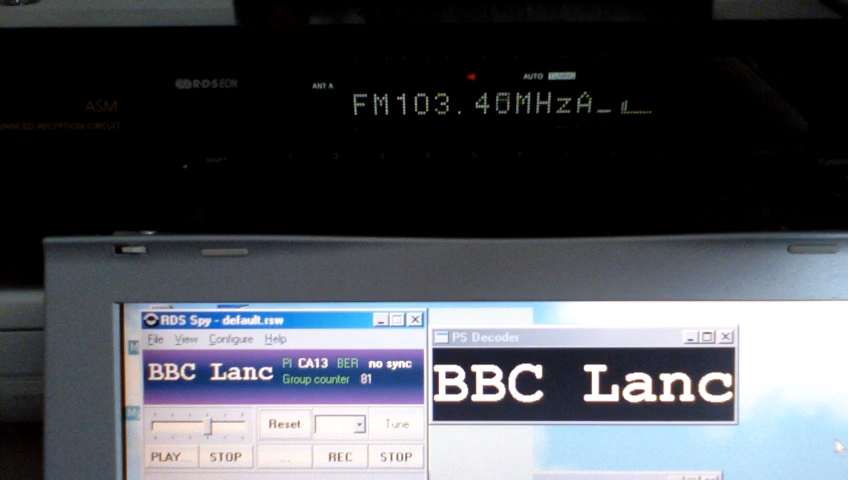 R·D·S·EON
ANT A
AUTO
ASM
FM103.40MHzA
RDS Spy - default.rsw
File View Configure Help
BBC Lanc
PI CA13 BER no sync
Group counter 81
Reset
Tune
PLAY... STOP ... REC STOP
PS Decoder
BBC Lanc